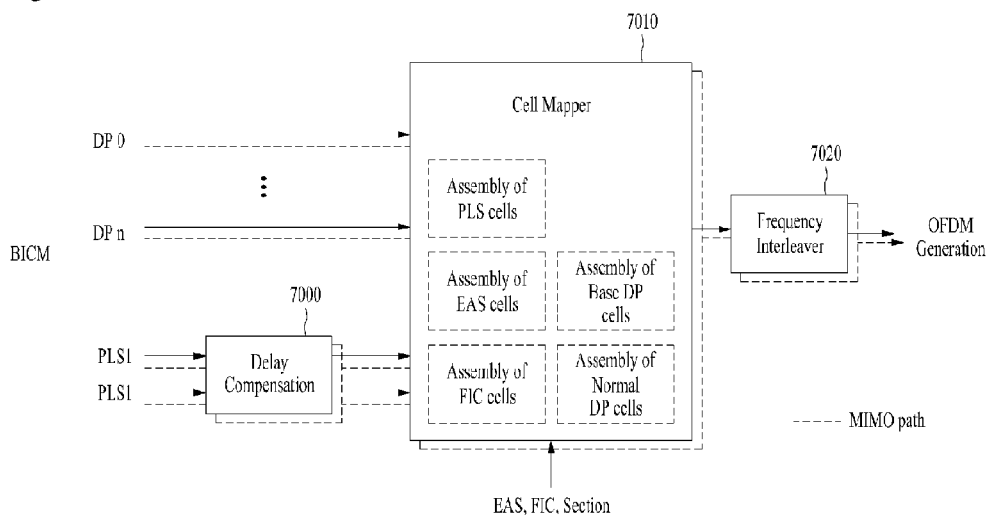 7010
Cell Mapper
DP 0
7020
Assembly of
PLS cells
Frequency
Interleaver
OFDM
Generation
DP n
BICM
Assembly of
EAS cells
Assembly of
Base DP
cells
7000
PLS1
PLS1
Delay
Compensation
Assembly of
FIC cells
Assembly of
Normal
DP cells
MIMO path
EAS, FIC, Section